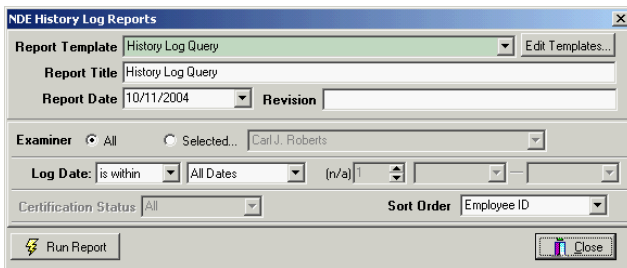 NDE History Log Reports
Report Template History Log Query Edit Templates...
Report Title History Log Query
Report Date 10/11/2004 Revision
Examiner All Selected... Carl J. Roberts
Log Date: is within All Dates (n/a) 1 —
Certification Status All Sort Order Employee ID
Run Report Close